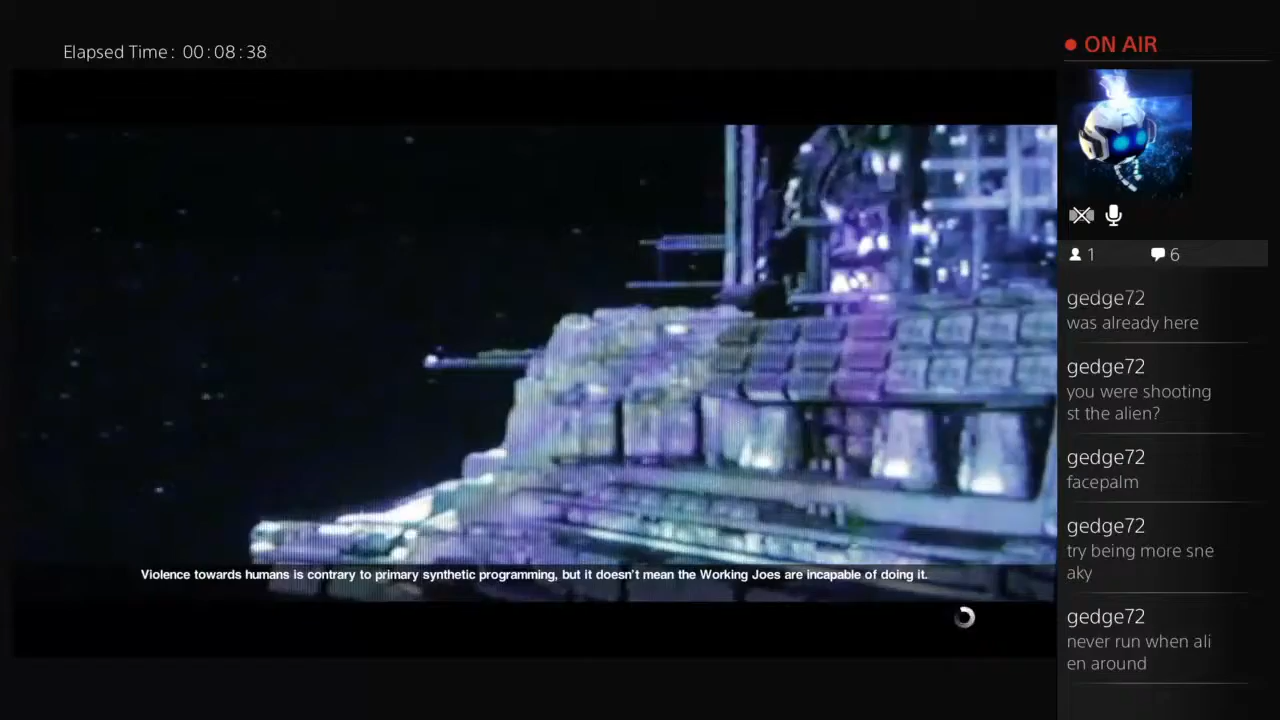 Elapsed Time: 00:08:38
ON AIR
1 6
gedge72
was already here
gedge72
you were shooting
st the alien?
gedge72
facepalm
gedge72
try being more sne
aky
gedge72
never run when ali
en around
Violence towards humans is contrary to primary synthetic programming, but it doesn't mean the Working Joes are incapable of doing it.